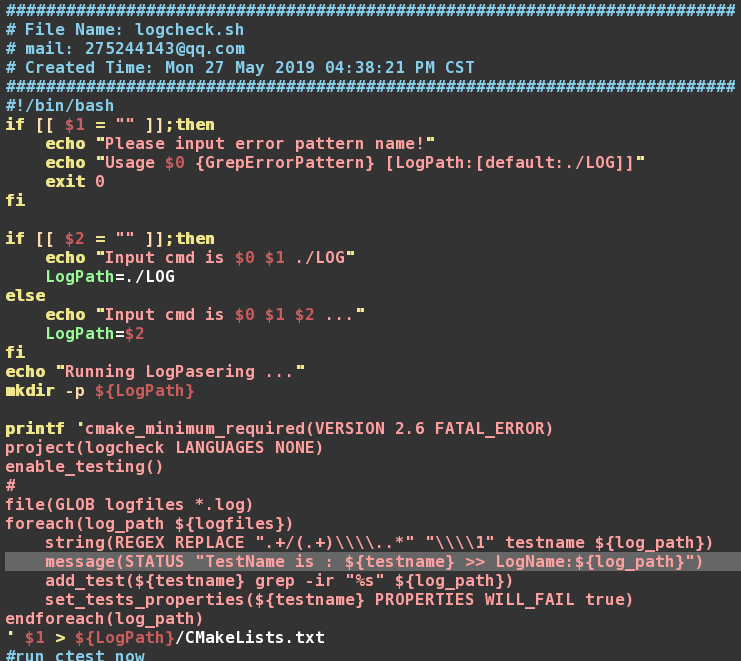 #########################################################################
# File Name: logcheck.sh
# mail: 275244143@qq.com
# Created Time: Mon 27 May 2019 04:38:21 PM CST
#########################################################################
#!/bin/bash
if [[ $1 = "" ]];then
    echo "Please input error pattern name!"
    echo "Usage $0 {GrepErrorPattern} [LogPath:[default:./LOG]]"
    exit 0
fi

if [[ $2 = "" ]];then
    echo "Input cmd is $0 $1 ./LOG"
    LogPath=./LOG
else
    echo "Input cmd is $0 $1 $2 ..."
    LogPath=$2
fi
echo "Running LogPasering ..."
mkdir -p ${LogPath}

printf 'cmake_minimum_required(VERSION 2.6 FATAL_ERROR)
project(logcheck LANGUAGES NONE)
enable_testing()
#
file(GLOB logfiles *.log)
foreach(log_path ${logfiles})
    string(REGEX REPLACE ".+/(.+)\\\\..*" "\\\\1" testname ${log_path})
    message(STATUS "TestName is : ${testname} >> LogName:${log_path}")
    add_test(${testname} grep -ir "%s" ${log_path})
    set_tests_properties(${testname} PROPERTIES WILL_FAIL true)
endforeach(log_path)
' $1 > ${LogPath}/CMakeLists.txt
#run ctest now